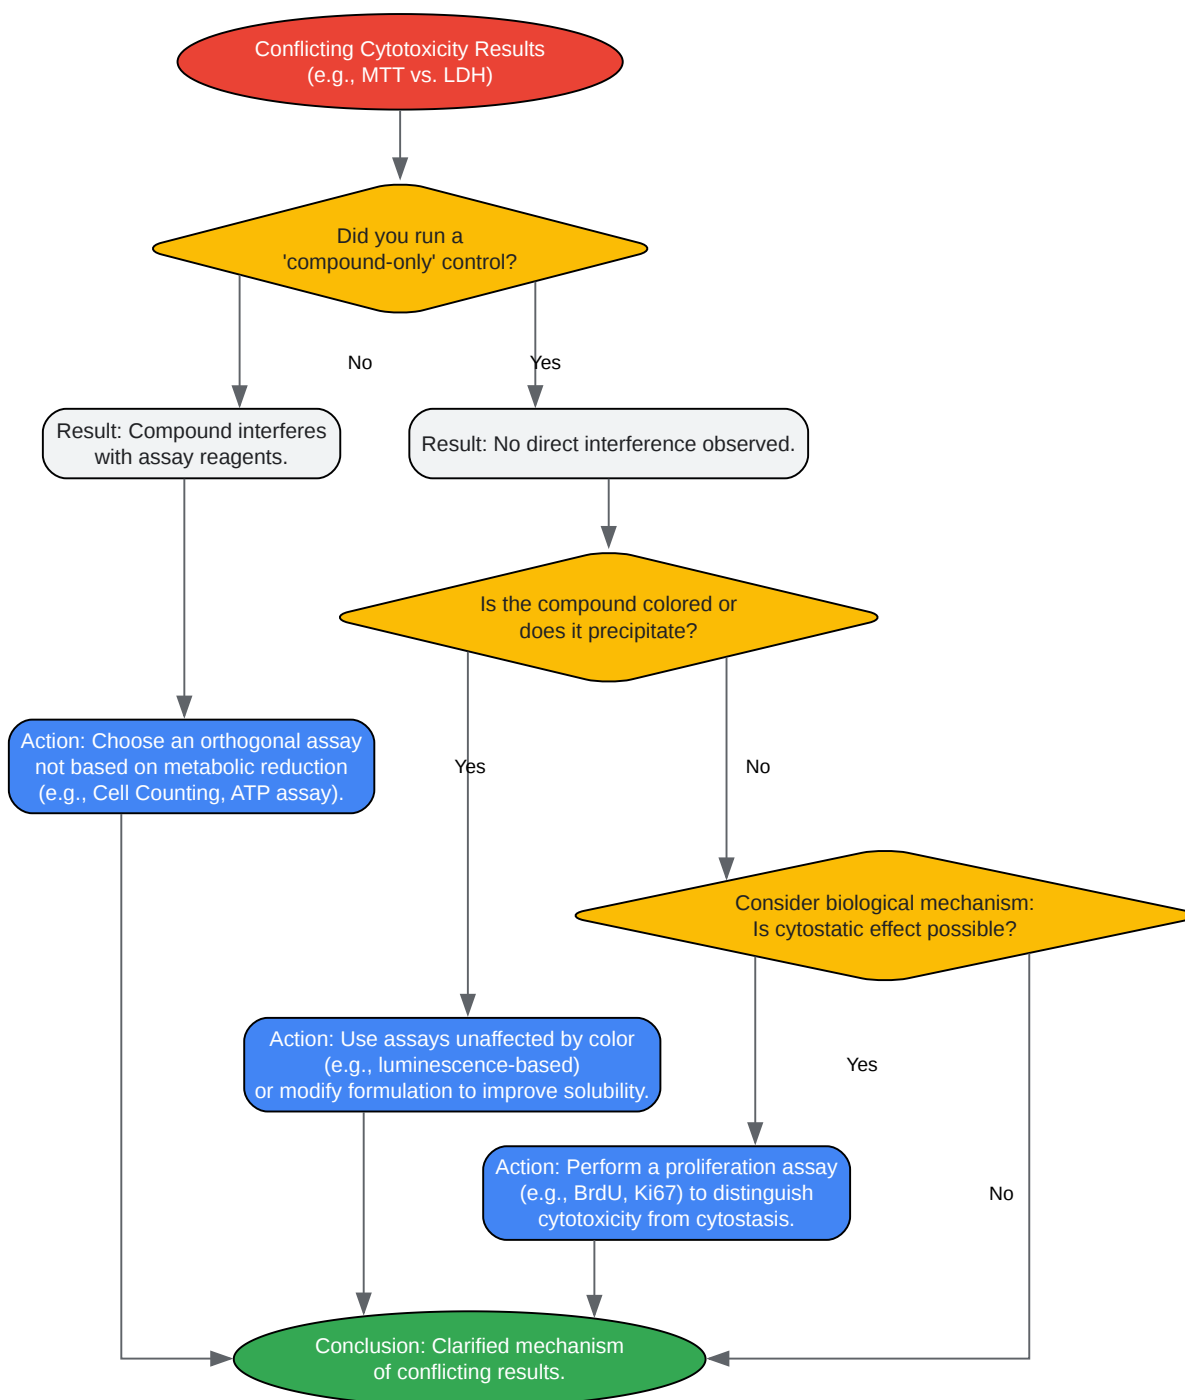 Conflicting Cytotoxicity Results
(e.g., MTT vs. LDH)
Did you run a
'compound-only' control?
No
Yes
Result: Compound interferes
with assay reagents.
Result: No direct interference observed.
Is the compound colored or
does it precipitate?
Action: Choose an orthogonal assay
not based on metabolic reduction
(e.g., Cell Counting, ATP assay).
Yes
No
Consider biological mechanism:
Is cytostatic effect possible?
Action: Use assays unaffected by color
(e.g., luminescence-based)
or modify formulation to improve solubility.
Yes
Action: Perform a proliferation assay
(e.g., BrdU, Ki67) to distinguish
cytotoxicity from cytostasis.
No
Conclusion: Clarified mechanism
of conflicting results.